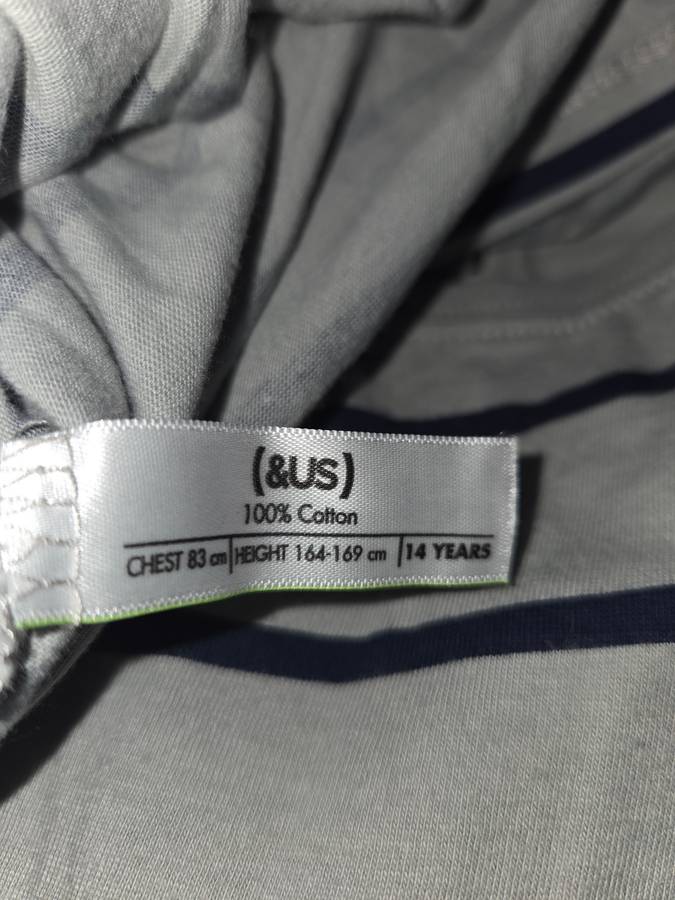 (&US)
100% Cotton
CHEST 83 cm HEIGHT 164-169 cm 14 YEARS